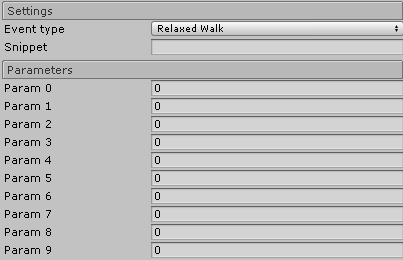 Settings
Event type Relaxed Walk
Snippet
Parameters
Param 0 0
Param 1 0
Param 2 0
Param 3 0
Param 4 0
Param 5 0
Param 6 0
Param 7 0
Param 8 0
Param 9 0